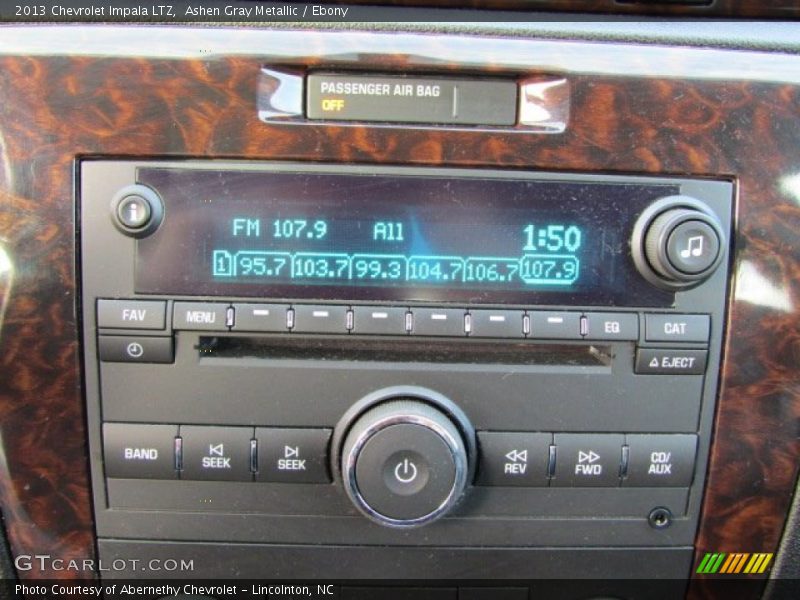 2013 Chevrolet Impala LTZ, Ashen Gray Metallic / Ebony
PASSENGER AIR BAG
OFF
i
FM 107.9 All 1:50
1 95.7 103.7 99.3 104.7 106.7 107.9
FAV MENU EQ CAT
EJECT
BAND SEEK SEEK REV FWD CD/AUX
GTCARLOT.COM
Photo Courtesy of Abernethy Chevrolet - Lincolnton, NC